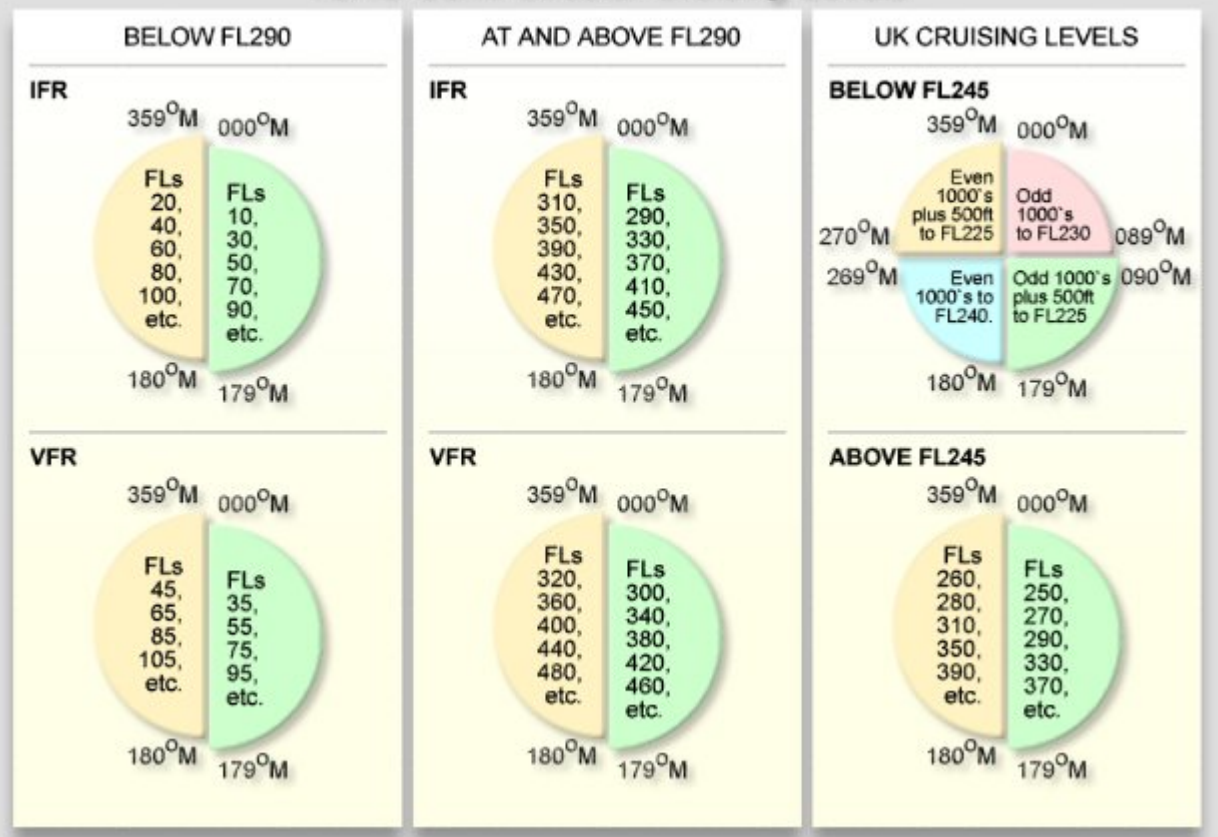 BELOW FL290
IFR
359°M
000°M
FLs
20,
40,
60,
80,
100,
etc.
FLs
10,
30,
50,
70,
90,
etc.
180°M
179°M
VFR
359°M
000°M
FLs
45,
65,
85,
105,
etc.
FLs
35,
55,
75,
95,
etc.
180°M
179°M
AT AND ABOVE FL290
IFR
359°M
000°M
FLs
310,
350,
390,
430,
470,
etc.
FLs
290,
330,
370,
410,
450,
etc.
180°M
179°M
VFR
359°M
000°M
FLs
320,
360,
400,
440,
480,
etc.
FLs
300,
340,
380,
420,
460,
etc.
180°M
179°M
UK CRUISING LEVELS
BELOW FL245
359°M
000°M
Even
1000`s
plus 500ft
to FL225
Odd
1000`s
to FL230
270°M
089°M
269°M
090°M
Even
1000`s to
FL240.
Odd 1000`s
plus 500ft
to FL225
180°M
179°M
ABOVE FL245
359°M
000°M
FLs
260,
280,
310,
350,
390,
etc.
FLs
250,
270,
290,
330,
370,
etc.
180°M
179°M